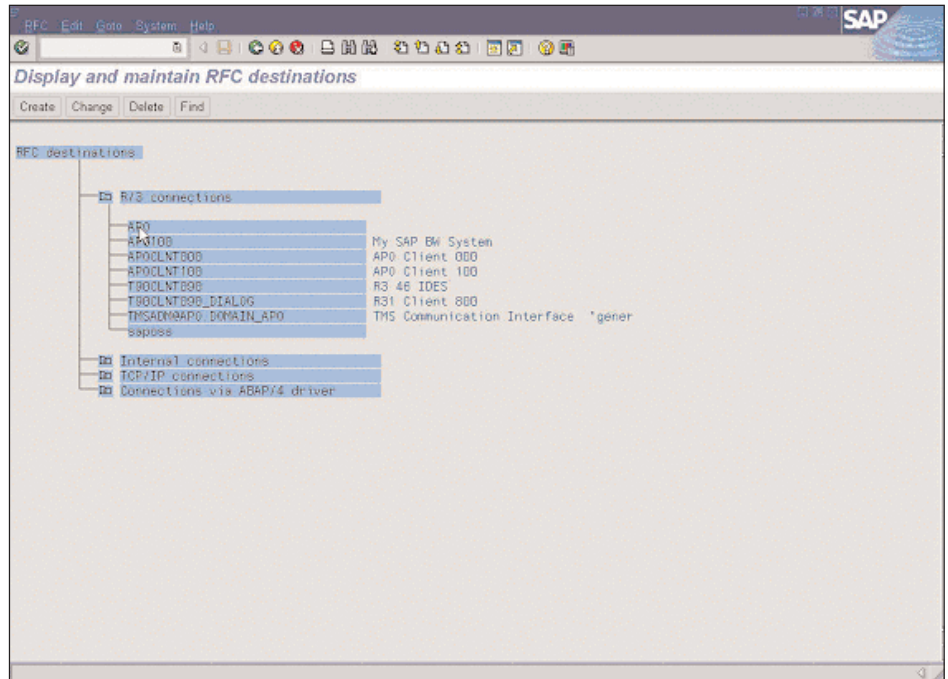 RFC Edit Goto System Help
SAP
Display and maintain RFC destinations
Create Change Delete Find
RFC destinations
R/3 connections
APO
APO100 My SAP BW System
APOCLNT000 APO Client 000
APOCLNT100 APO Client 100
T90CLNT090 R3 46 IDES
T90CLNT090_DIALOG R31 Client 800
TMSADM@APO.DOMAIN_APO TMS Communication Interface "gener
saposs
Internal connections
TCP/IP connections
Connections via ABAP/4 driver